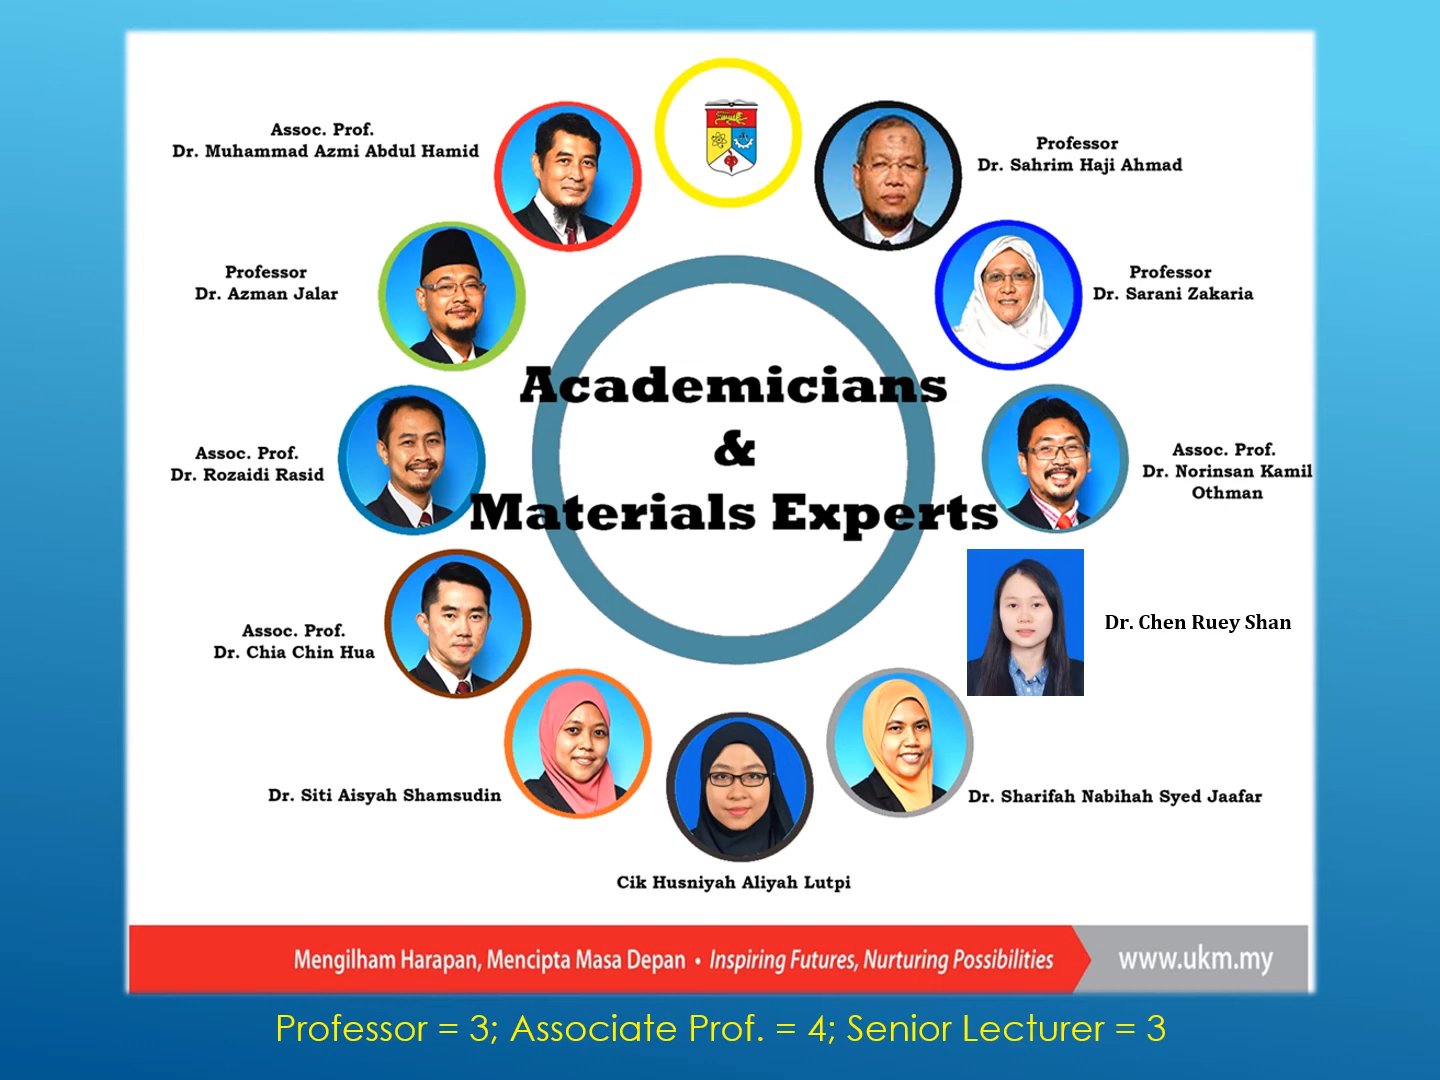 Assoc. Prof.
Dr. Muhammad Azmi Abdul Hamid
Professor
Dr. Sahrim Haji Ahmad
Professor
Dr. Azman Jalar
Professor
Dr. Sarani Zakaria
Academicians
&
Materials Experts
Assoc. Prof.
Dr. Rozaidi Rasid
Assoc. Prof.
Dr. Norinsan Kamil
Othman
Assoc. Prof.
Dr. Chia Chin Hua
Dr. Chen Ruey Shan
Dr. Siti Aisyah Shamsudin
Dr. Sharifah Nabihah Syed Jaafar
Cik Husniyah Aliyah Lutpi
Mengilham Harapan, Mencipta Masa Depan • Inspiring Futures, Nurturing Possibilities
www.ukm.my
Professor = 3; Associate Prof. = 4; Senior Lecturer = 3